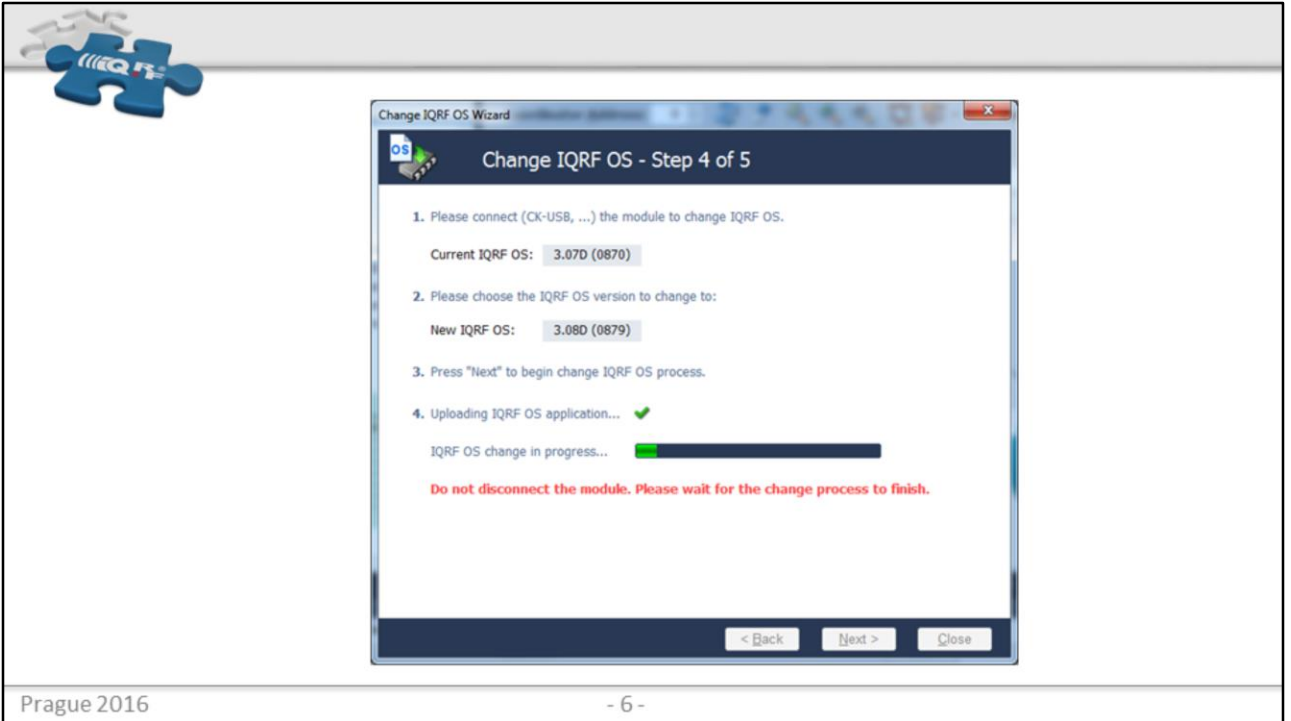 IQRF
Change IQRF OS Wizard
OS
Change IQRF OS - Step 4 of 5
1. Please connect (CK-USB, ...) the module to change IQRF OS.
Current IQRF OS: 3.07D (0870)
2. Please choose the IQRF OS version to change to:
New IQRF OS: 3.08D (0879)
3. Press "Next" to begin change IQRF OS process.
4. Uploading IQRF OS application...
IQRF OS change in progress...
Do not disconnect the module. Please wait for the change process to finish.
< Back Next > Close
Prague 2016 - 6 -